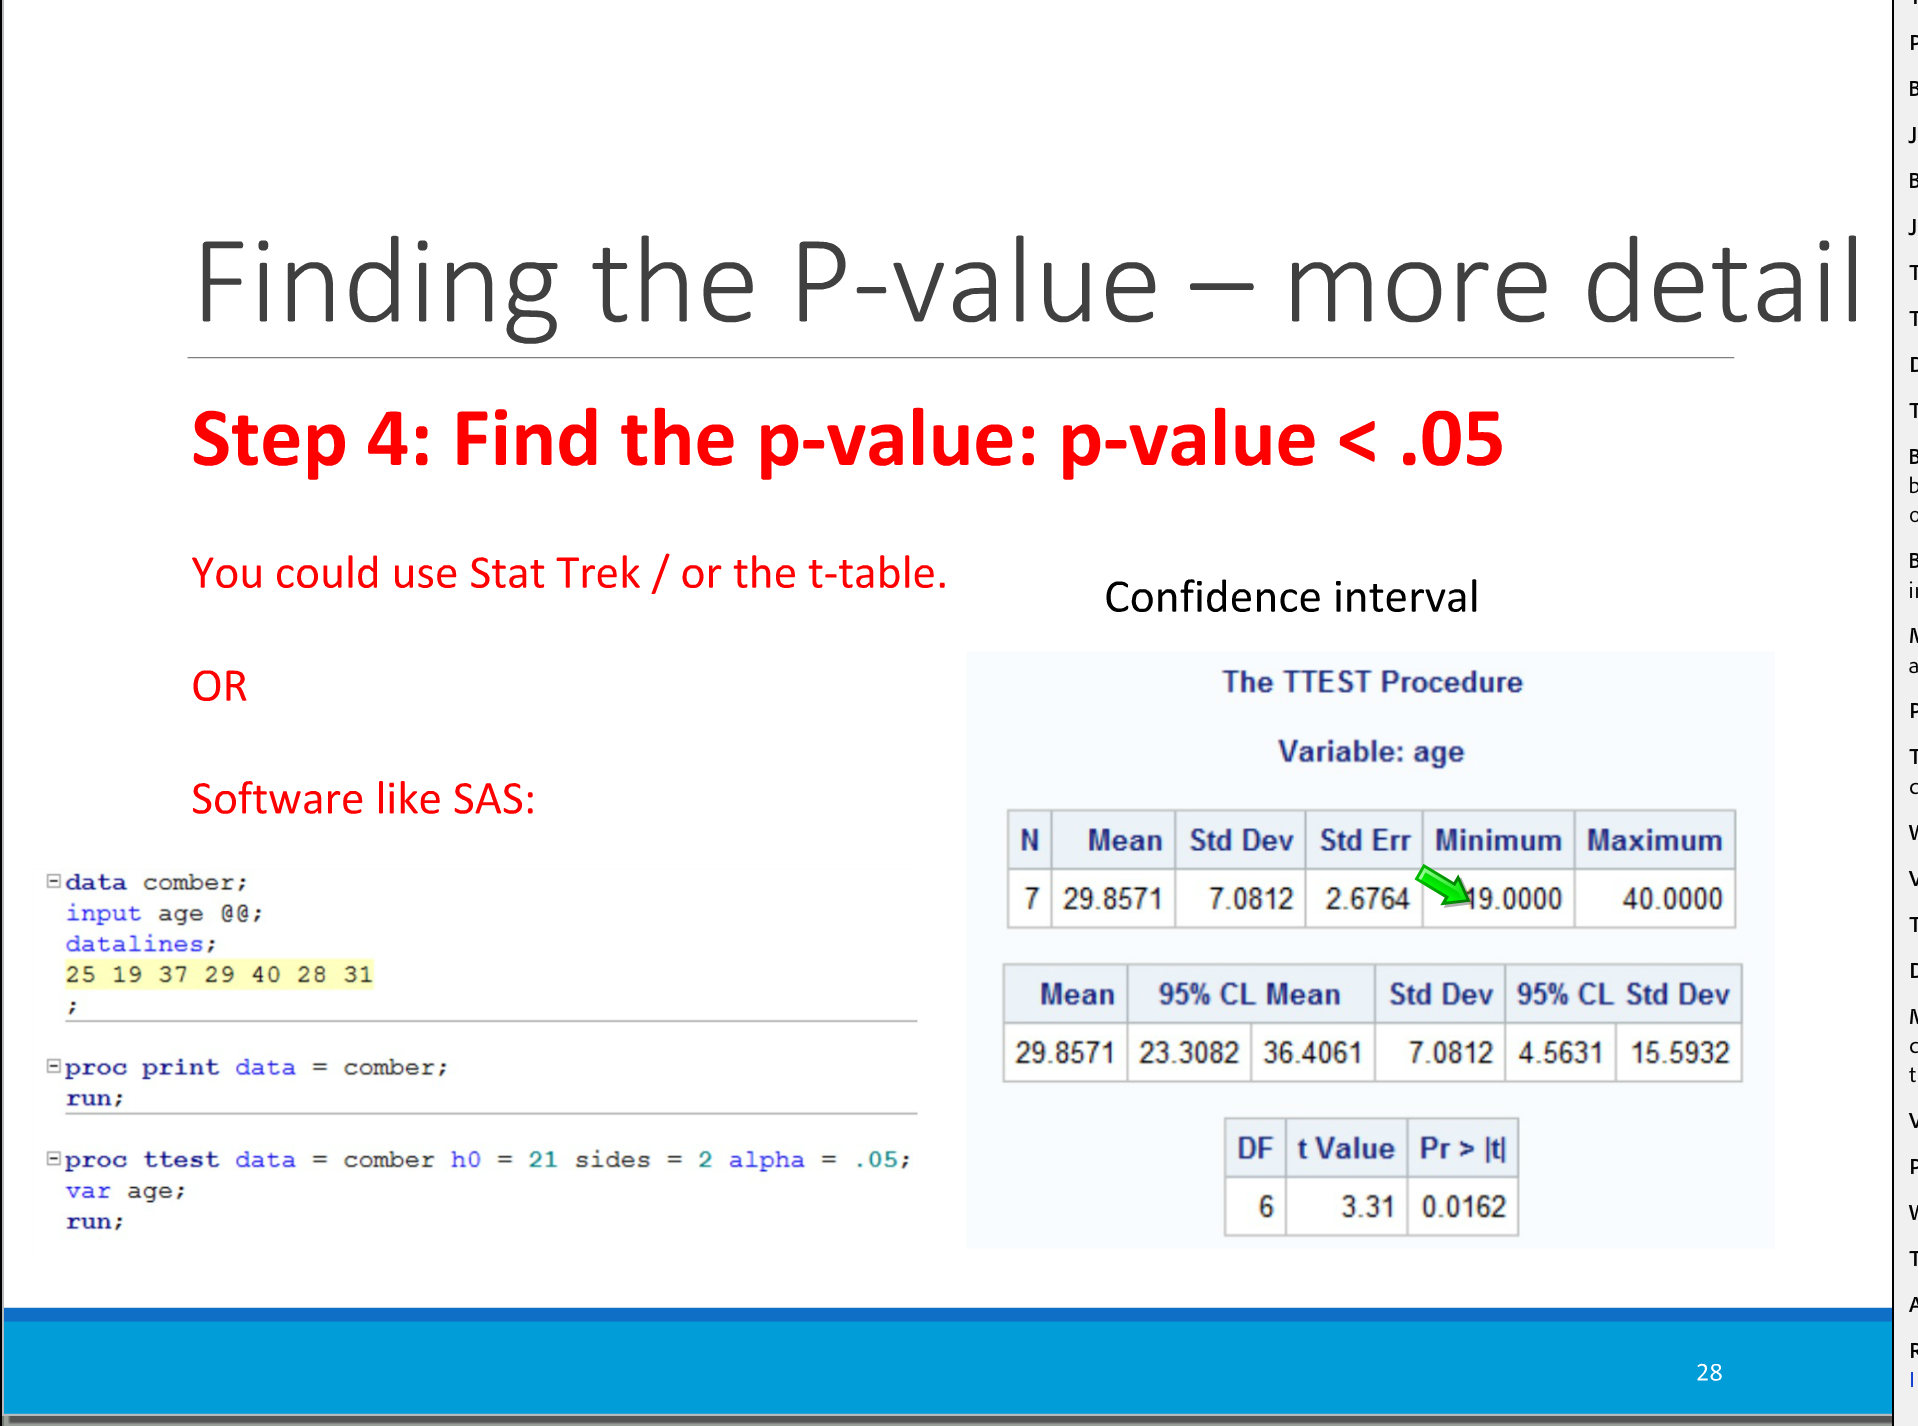 Finding the P-value – more detail
Step 4: Find the p-value: p-value < .05
You could use Stat Trek / or the t-table.
OR
Software like SAS:
data comber;
input age @@;
datalines;
25 19 37 29 40 28 31
;
proc print data = comber;
run;
proc ttest data = comber h0 = 21 sides = 2 alpha = .05;
var age;
run;
Confidence interval
The TTEST Procedure
Variable: age
N Mean Std Dev Std Err Minimum Maximum
7 29.8571 7.0812 2.6764 19.0000 40.0000
Mean 95% CL Mean Std Dev 95% CL Std Dev
29.8571 23.3082 36.4061 7.0812 4.5631 15.5932
DF t Value Pr > |t|
6 3.31 0.0162
28